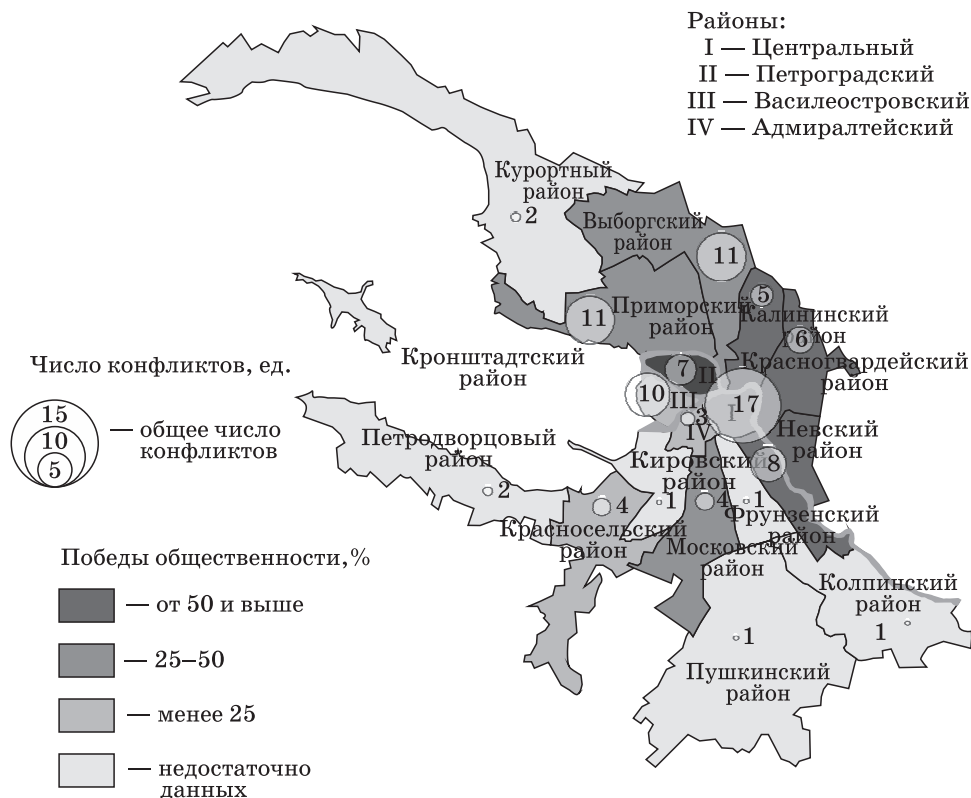 Районы:
I — Центральный
II — Петроградский
III — Василеостровский
IV — Адмиралтейский
Курортный
район
2
Выборгский
район
11
11
Приморский
район
5
Калининский
район
6
Красногвардейский
район
Кронштадтский
район
7
II
10
III
17
I
3
IV
Невский
район
8
Число конфликтов, ед.
15
10
5
— общее число
конфликтов
Петродворцовый
район
2
Кировский
район
1
4
Красносельский
район
4
Московский
район
1
Фрунзенский
район
Колпинский
район
1
1
Пушкинский
район
Победы общественности, %
— от 50 и выше
— 25–50
— менее 25
— недостаточно
данных